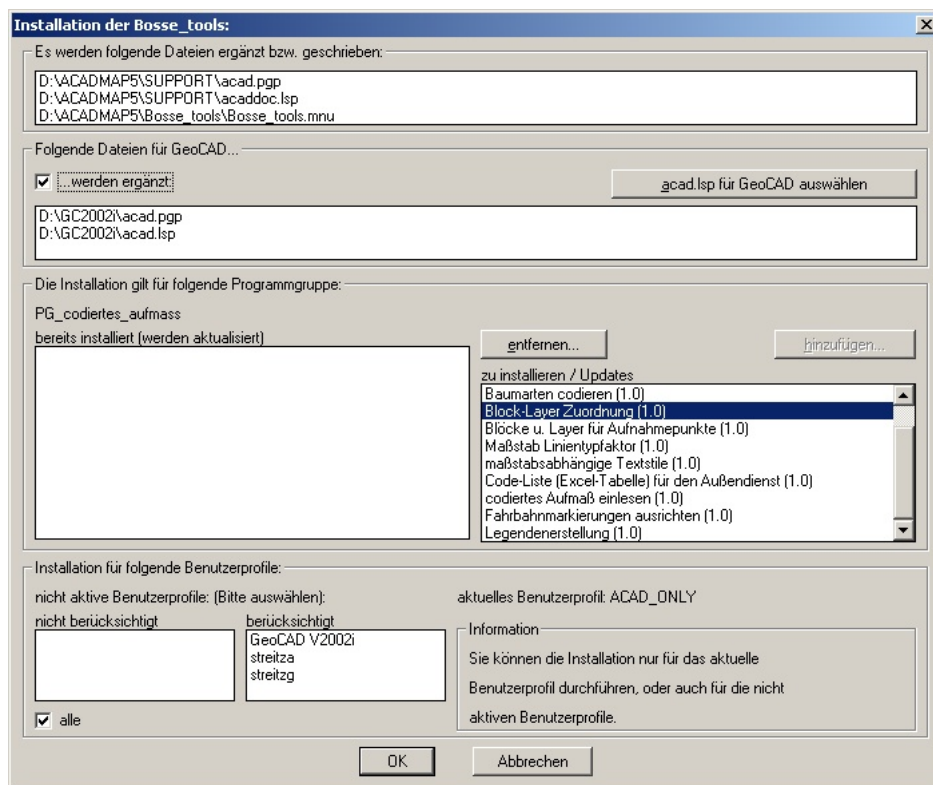 Installation der Bosse_tools:
Es werden folgende Dateien ergänzt bzw. geschrieben:
D:\ACADMAP5\SUPPORT\acad.pgp
D:\ACADMAP5\SUPPORT\acaddoc.lsp
D:\ACADMAP5\Bosse_tools\Bosse_tools.mnu
Folgende Dateien für GeoCAD...
...werden ergänzt:
acad.lsp für GeoCAD auswählen
D:\GC2002i\acad.pgp
D:\GC2002i\acad.lsp
Die Installation gilt für folgende Programmgruppe:
PG_codiertes_aufmass
bereits installiert (werden aktualisiert)
entfernen...
hinzufügen...
zu installieren / Updates
Baumarten codieren (1.0)
Block-Layer Zuordnung (1.0)
Blöcke u. Layer für Aufnahmepunkte (1.0)
Maßstab Linientypfaktor (1.0)
maßstabsabhängige Textstile (1.0)
Code-Liste (Excel-Tabelle) für den Außendienst (1.0)
codiertes Aufmaß einlesen (1.0)
Fahrbahnmarkierungen ausrichten (1.0)
Legendenerstellung (1.0)
Installation für folgende Benutzerprofile:
nicht aktive Benutzerprofile: (Bitte auswählen):
aktuelles Benutzerprofil: ACAD_ONLY
nicht berücksichtigt
berücksichtigt
GeoCAD V2002i
streitza
streitzg
alle
Information
Sie können die Installation nur für das aktuelle
Benutzerprofil durchführen, oder auch für die nicht
aktiven Benutzerprofile.
OK
Abbrechen